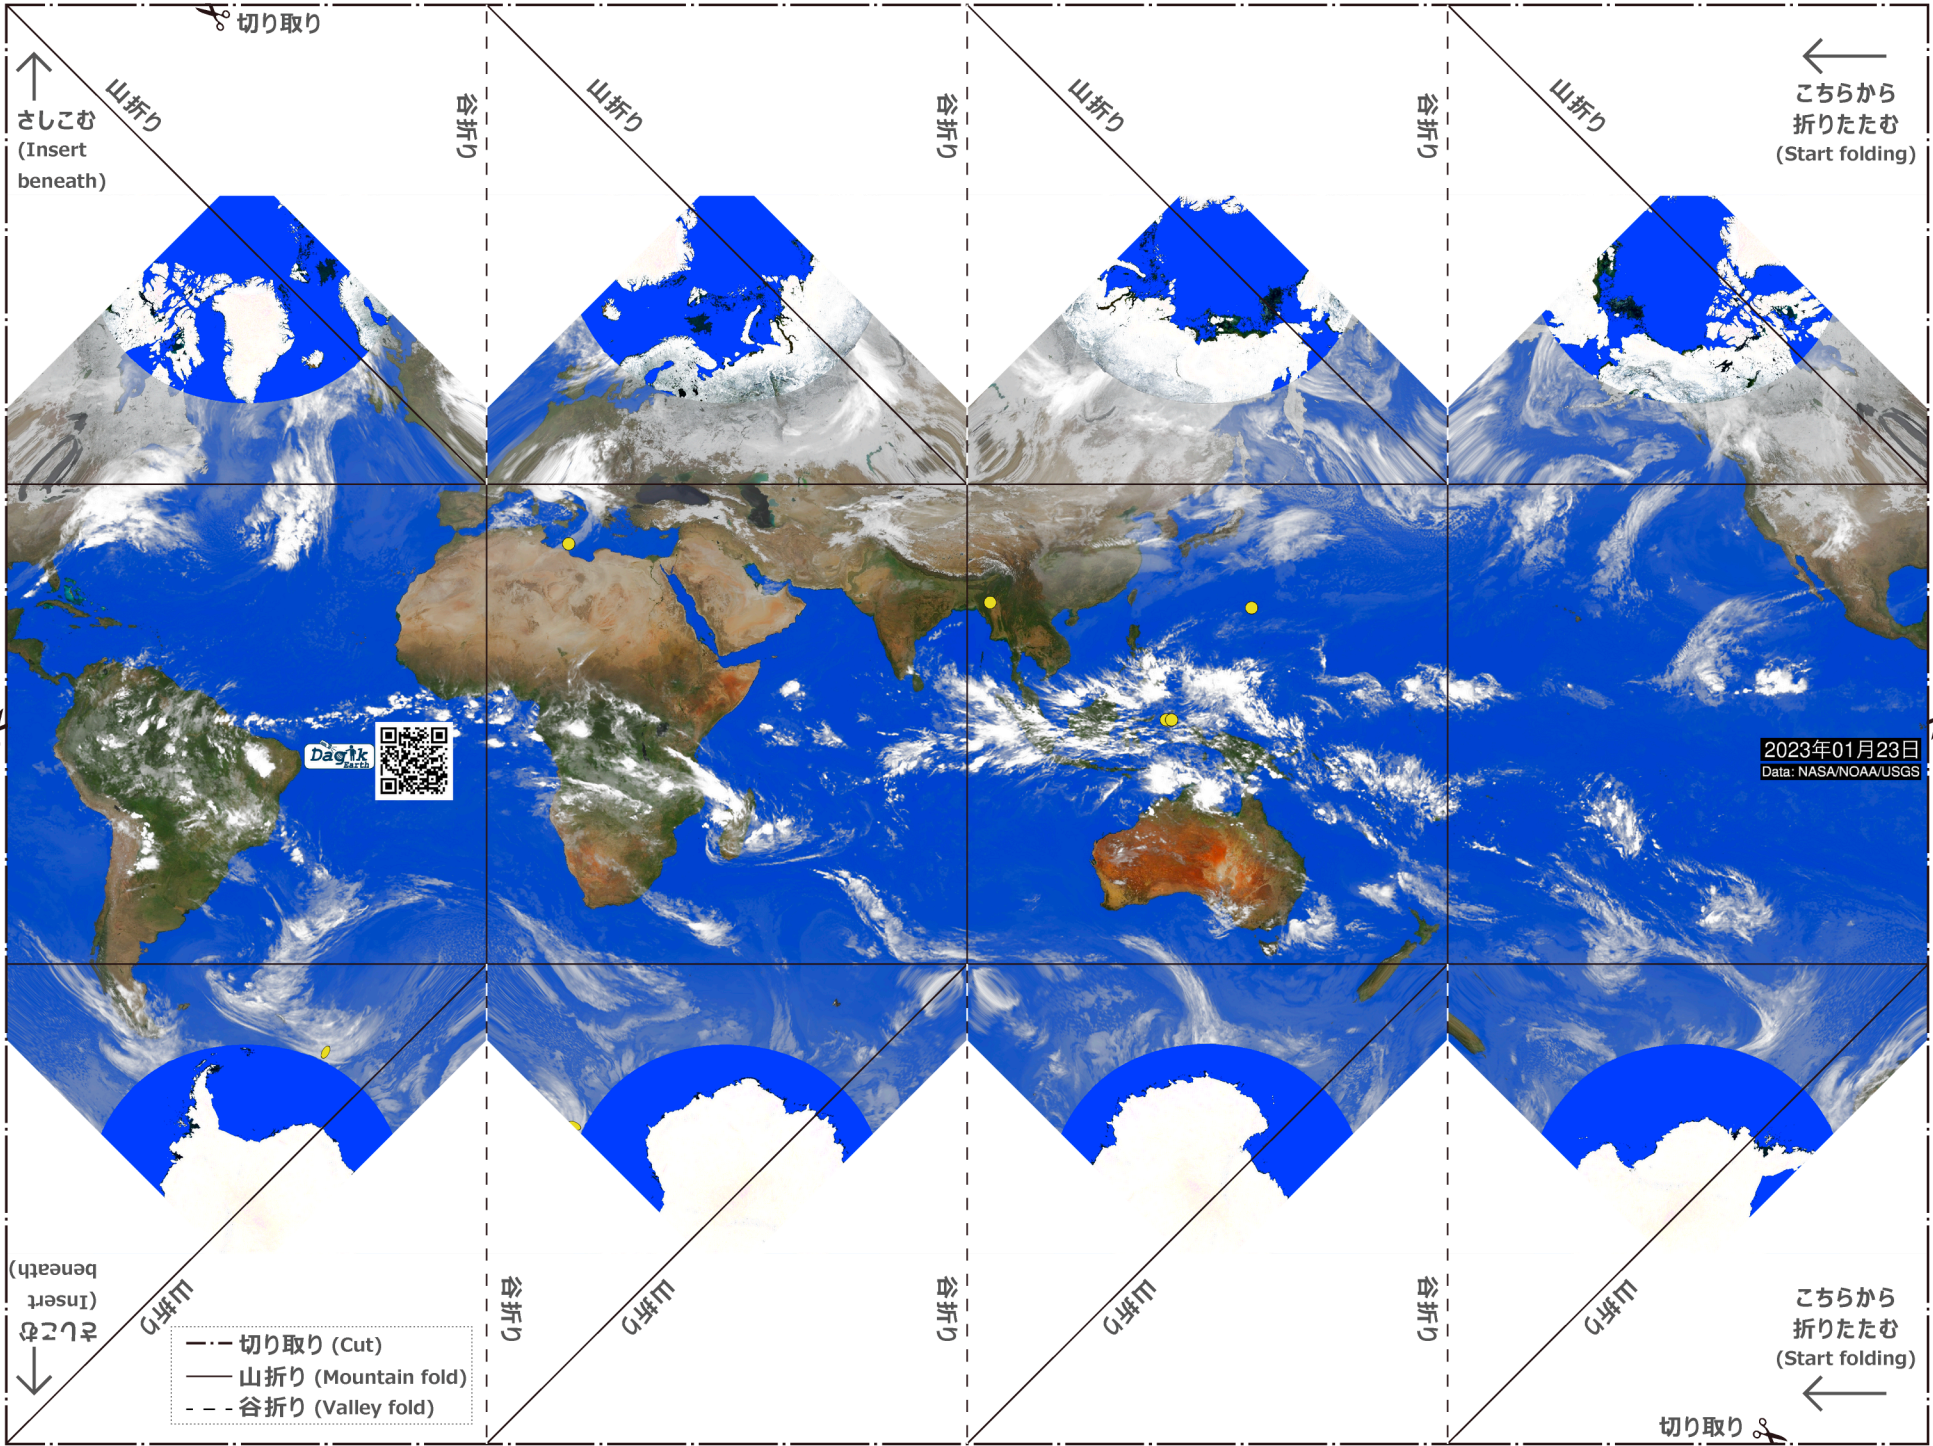 切り取り
山折り
谷折り
山折り
谷折り
山折り
谷折り
山折り
さしこむ
(Insert
beneath)
こちらから
折りたたむ
(Start folding)
Dagik
Earth
2023年01月23日
Data: NASA/NOAA/USGS
さしこむ
(Insert
beneath)
山折り
谷折り
山折り
谷折り
山折り
谷折り
山折り
切り取り (Cut)
山折り (Mountain fold)
谷折り (Valley fold)
こちらから
折りたたむ
(Start folding)
切り取り